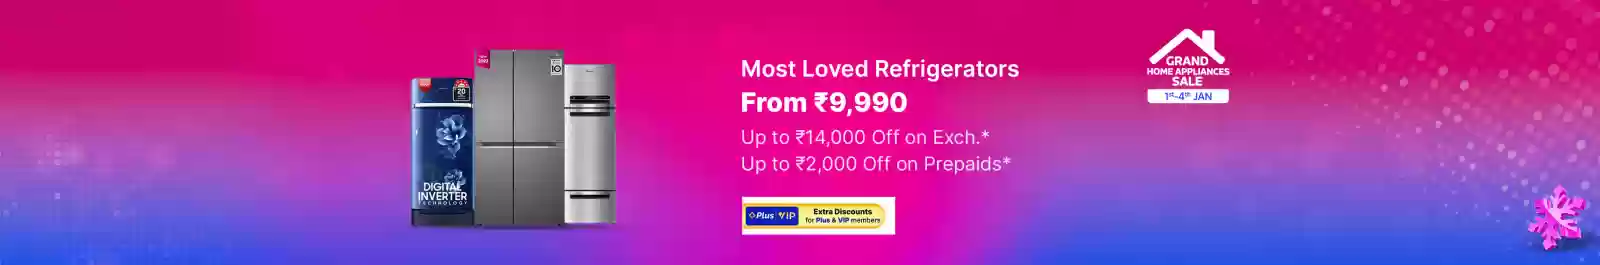 Most Loved Refrigerators
From ₹9,990
Up to ₹14,000 Off on Exch.*
Up to ₹2,000 Off on Prepaids*
Plus VIP
Extra Discounts
for Plus & VIP members
GRAND
HOME APPLIANCES
SALE
1st-4th JAN
20
DIGITAL
INVERTER
TECHNOLOGY